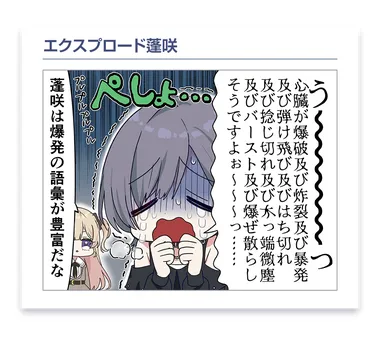 エクスプロード蓬咲
う～～～～～っ
心臓が爆破及び炸裂及び暴発
及び弾け飛び及びはち切れ
及び捻じ切れ及び木っ端微塵
及びバースト及び爆ぜ散らし
そうですよぉ～～～っ……
ぺしょ…
プルプルプルプル
蓬咲は爆発の語彙が豊富だな